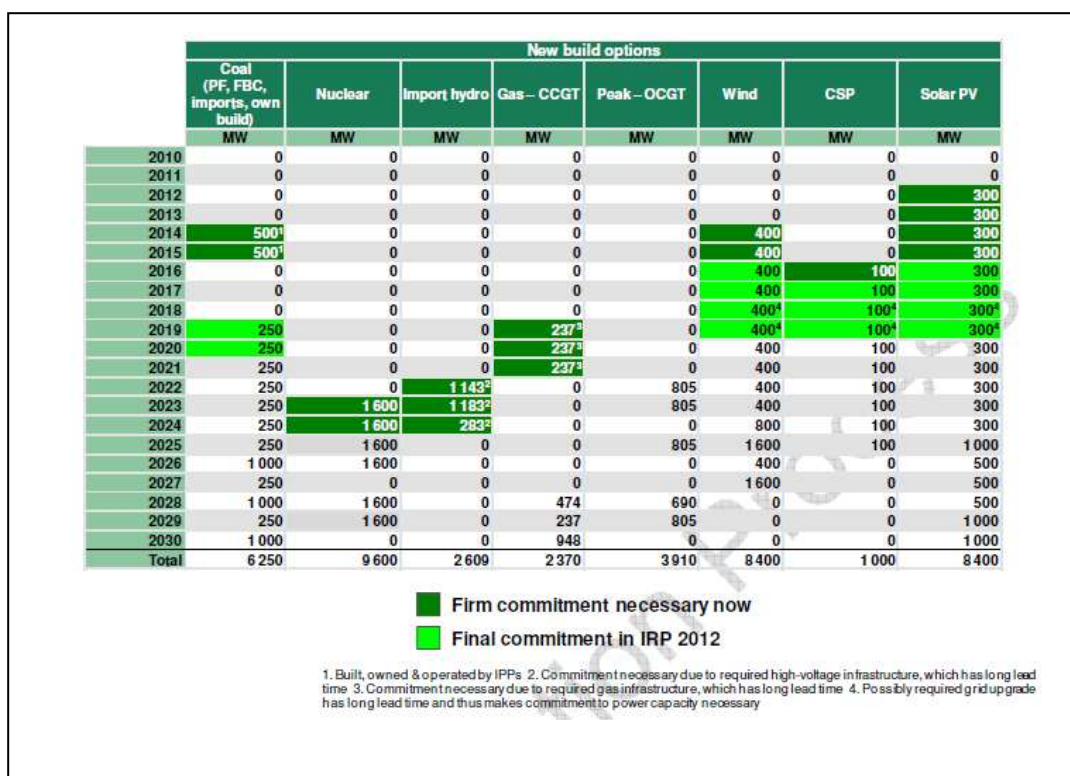 New build options
Coal (PF, FBC, imports, own build) Nuclear Import hydro Gas – CCGT Peak – OCGT Wind CSP Solar PV
MW MW MW MW MW MW MW MW
2010 0 0 0 0 0 0 0 0
2011 0 0 0 0 0 0 0 0
2012 0 0 0 0 0 0 0 300
2013 0 0 0 0 0 0 0 300
2014 500¹ 0 0 0 0 400 0 300
2015 500¹ 0 0 0 0 400 0 300
2016 0 0 0 0 0 400 100 300
2017 0 0 0 0 0 400 100 300
2018 0 0 0 0 0 400⁴ 100⁴ 300⁴
2019 250 0 0 237³ 0 400⁴ 100⁴ 300⁴
2020 250 0 0 237³ 0 400 100 300
2021 250 0 0 237³ 0 400 100 300
2022 250 0 1 143² 0 805 400 100 300
2023 250 1 600 1 183² 0 805 400 100 300
2024 250 1 600 283² 0 0 800 100 300
2025 250 1 600 0 0 805 1 600 100 1 000
2026 1 000 1 600 0 0 0 400 0 500
2027 250 0 0 0 0 1 600 0 500
2028 1 000 1 600 0 474 690 0 0 500
2029 250 1 600 0 237 805 0 0 1 000
2030 1 000 0 0 948 0 0 0 1 000
Total 6 250 9 600 2 609 2 370 3 910 8 400 1 000 8 400
Firm commitment necessary now
Final commitment in IRP 2012
1. Built, owned & operated by IPPs 2. Commitment necessary due to required high-voltage infrastructure, which has long lead
time 3. Commitment necessary due to required gas infrastructure, which has long lead time 4. Possibly required grid upgrade
has long lead time and thus makes commitment to power capacity necessary